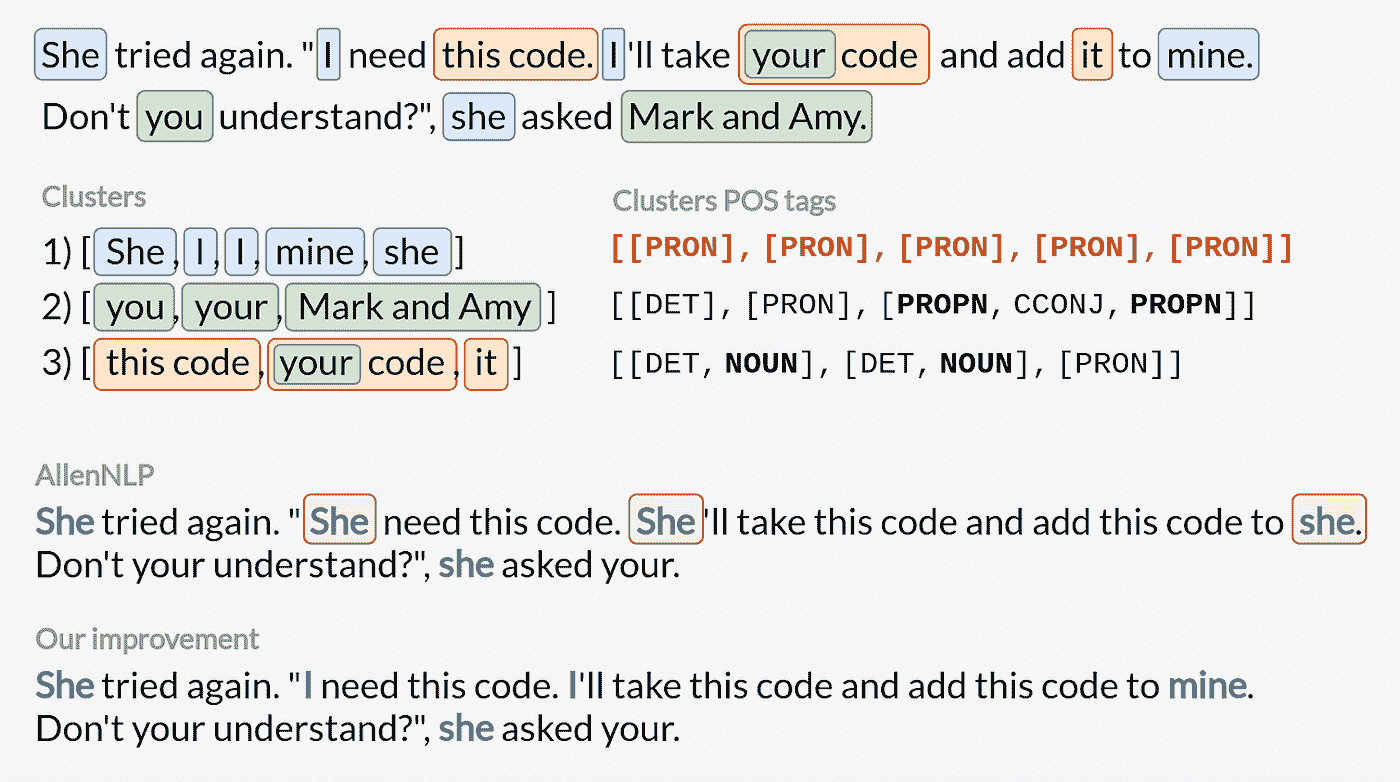 She tried again. "I need this code. I'll take your code and add it to mine.
Don't you understand?", she asked Mark and Amy.
Clusters
Clusters POS tags
1) [ She, I, I, mine, she ]
[[PRON], [PRON], [PRON], [PRON], [PRON]]
2) [ you, your, Mark and Amy ]
[[DET], [PRON], [PROPN, CCONJ, PROPN]]
3) [ this code, your code, it ]
[[DET, NOUN], [DET, NOUN], [PRON]]
AllenNLP
She tried again. "She need this code. She'll take this code and add this code to she.
Don't your understand?", she asked your.
Our improvement
She tried again. "I need this code. I'll take this code and add this code to mine.
Don't your understand?", she asked your.